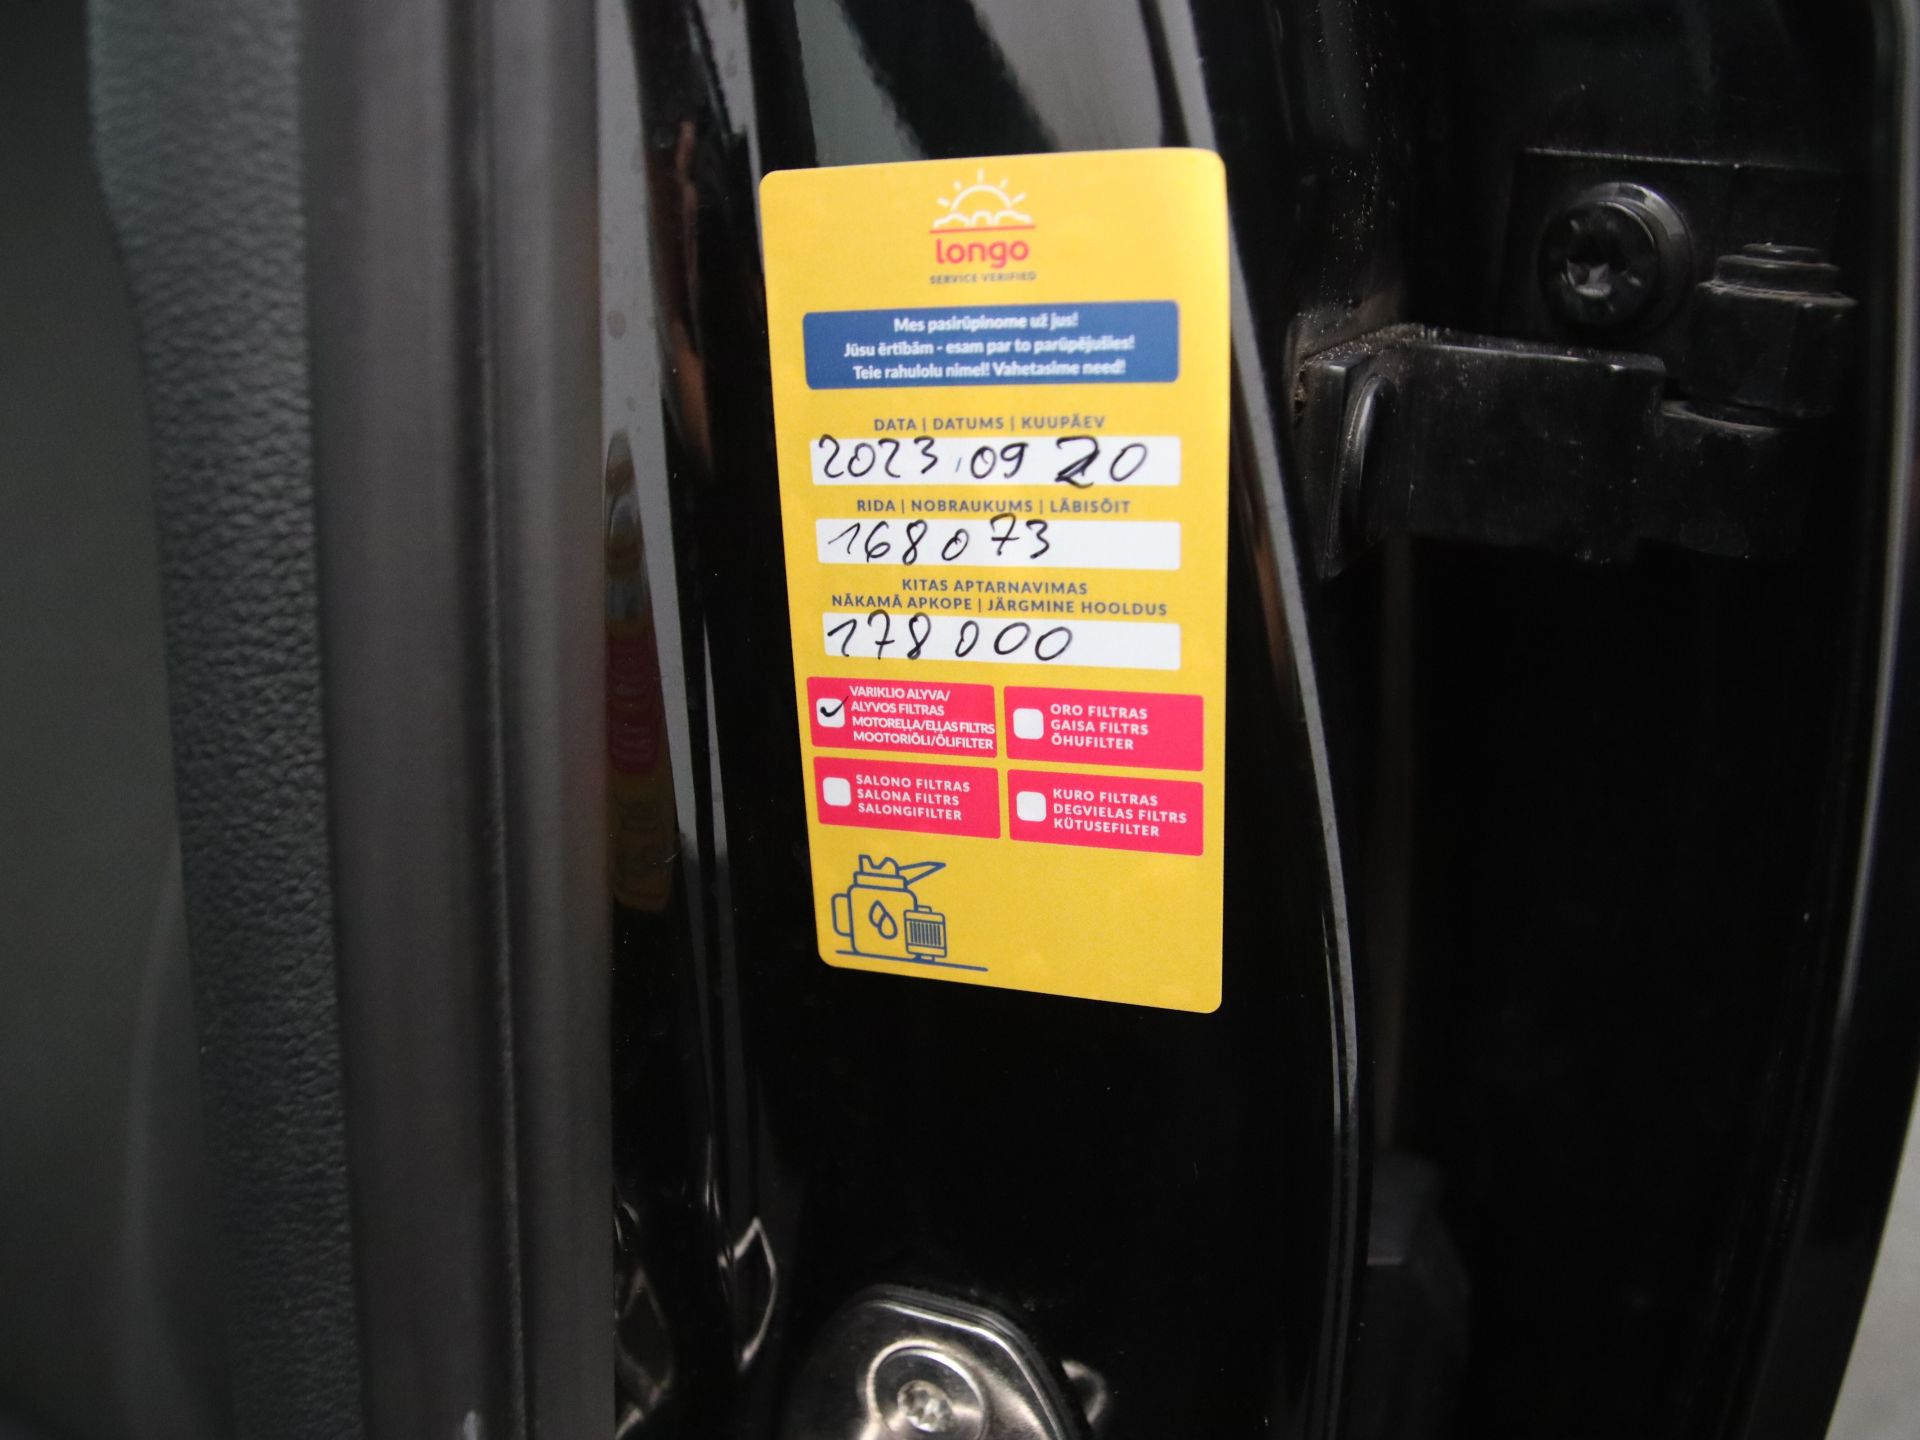 longo
SERVICE VERIFIED
Mes pasirūpinome už jus!
Jūsu ērtībām - esam par to parūpējušies!
Teie rahulolu nimel! Vahetasime need!
DATA | DATUMS | KUUPÄEV
2023.09 20
RIDA | NOBRAUKUMS | LÄBISÕIT
168073
KITAS APTARNAVIMAS
NĀKAMĀ APKOPE | JÄRGMINE HOOLDUS
178000
VARIKLIO ALYVA/
ALYVOS FILTRAS
MOTOREĻĻA/EĻĻAS FILTRS
MOOTORIÕLI/ÕLIFILTER
ORO FILTRAS
GAISA FILTRS
ÕHUFILTER
SALONO FILTRAS
SALONA FILTRS
SALONGIFILTER
KURO FILTRAS
DEGVIELAS FILTRS
KÜTUSEFILTER